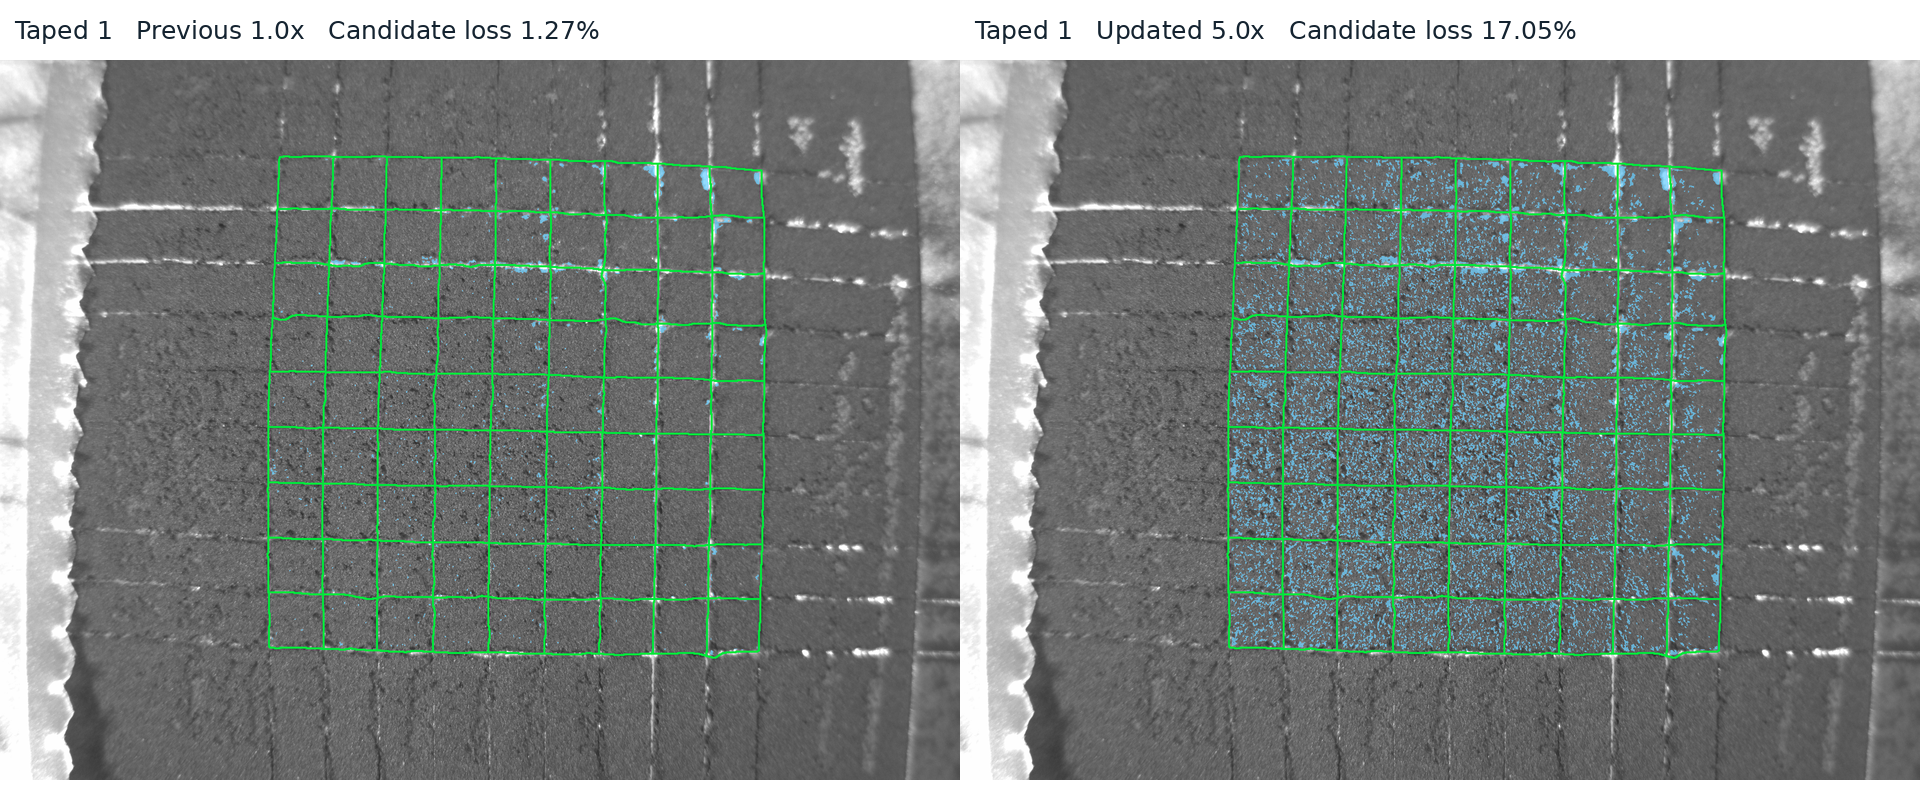 Taped 1 Previous 1.0x Candidate loss 1.27%
Taped 1 Updated 5.0x Candidate loss 17.05%